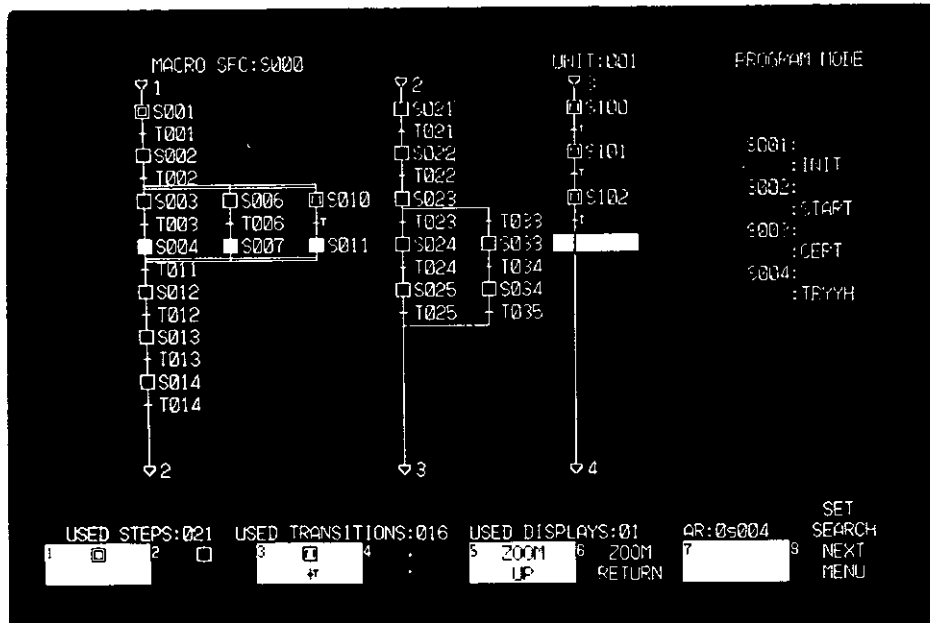 MACRO SFC:S000
UNIT:001
PROGRAM MODE
1
S001
T001
S002
T002
S003
S006
S010
T003
T006
T
S004
S007
S011
T011
S012
T012
S013
T013
S014
T014
2
2
S021
T021
S022
T022
S023
T023
T033
S024
S033
T024
T034
S025
S034
T025
T035
3
3
S100
T
S101
T
S102
T
4
S001:
:INIT
S002:
:START
S003:
:CEPT
S004:
:TRYYH
USED STEPS:021
USED TRANSITIONS:016
USED DISPLAYS:01
AR:0s004
SET
SEARCH
NEXT
MENU
1
2
3
T
4
5 ZOOM
UP
6 ZOOM
RETURN
7
8